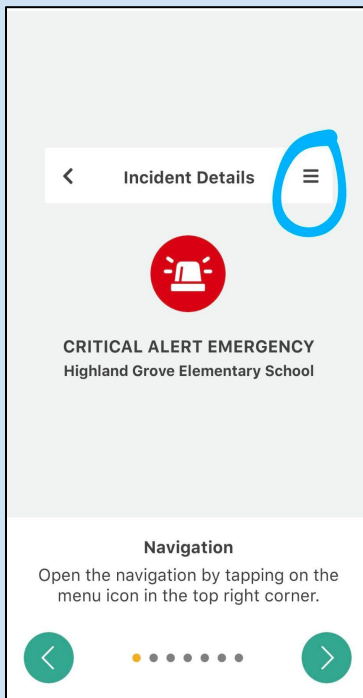 Incident Details
CRITICAL ALERT EMERGENCY
Highland Grove Elementary School
Navigation
Open the navigation by tapping on the
menu icon in the top right corner.